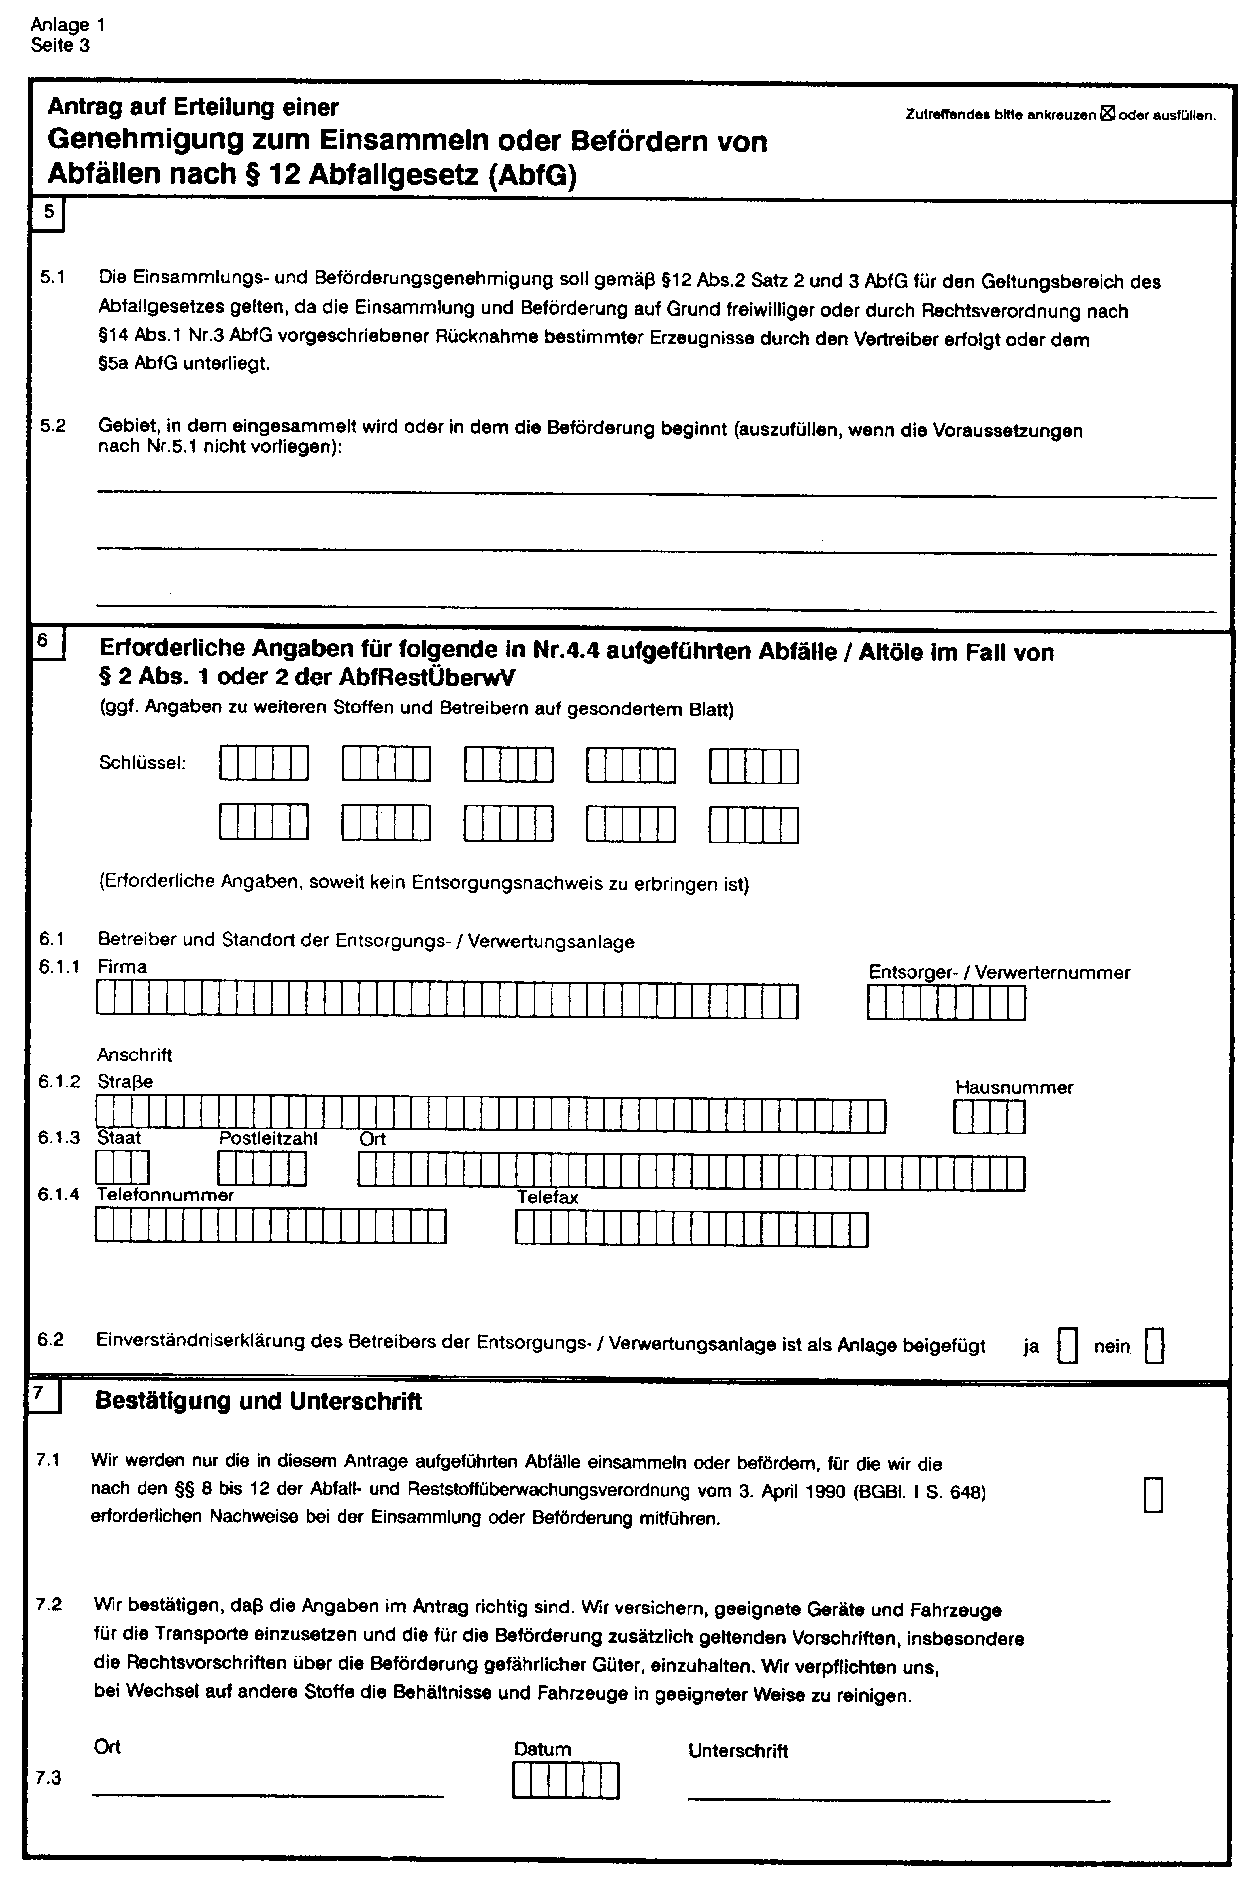 Anlage 1
Seite 3
Antrag auf Erteilung einer
Zutreffendes bitte ankreuzen ☒ oder ausfüllen.
Genehmigung zum Einsammeln oder Befördern von
Abfällen nach § 12 Abfallgesetz (AbfG)
5
5.1 Die Einsammlungs- und Beförderungsgenehmigung soll gemäß §12 Abs.2 Satz 2 und 3 AbfG für den Geltungsbereich des
Abfallgesetzes gelten, da die Einsammlung und Beförderung auf Grund freiwilliger oder durch Rechtsverordnung nach
§14 Abs.1 Nr.3 AbfG vorgeschriebener Rücknahme bestimmter Erzeugnisse durch den Vertreiber erfolgt oder dem
§5a AbfG unterliegt.
5.2 Gebiet, in dem eingesammelt wird oder in dem die Beförderung beginnt (auszufüllen, wenn die Voraussetzungen
nach Nr.5.1 nicht vorliegen):
6 Erforderliche Angaben für folgende in Nr.4.4 aufgeführten Abfälle / Altöle im Fall von
§ 2 Abs. 1 oder 2 der AbfRestÜberwV
(ggf. Angaben zu weiteren Stoffen und Betreibern auf gesondertem Blatt)
Schlüssel:
(Erforderliche Angaben, soweit kein Entsorgungsnachweis zu erbringen ist)
6.1 Betreiber und Standort der Entsorgungs- / Verwertungsanlage
6.1.1 Firma Entsorger- / Verwerternummer
Anschrift
6.1.2 Straße Hausnummer
6.1.3 Staat Postleitzahl Ort
6.1.4 Telefonnummer Telefax
6.2 Einverständniserklärung des Betreibers der Entsorgungs- / Verwertungsanlage ist als Anlage beigefügt ja nein
7 Bestätigung und Unterschrift
7.1 Wir werden nur die in diesem Antrage aufgeführten Abfälle einsammeln oder befördern, für die wir die
nach den §§ 8 bis 12 der Abfall- und Reststoffüberwachungsverordnung vom 3. April 1990 (BGBl. I S. 648)
erforderlichen Nachweise bei der Einsammlung oder Beförderung mitführen.
7.2 Wir bestätigen, daß die Angaben im Antrag richtig sind. Wir versichern, geeignete Geräte und Fahrzeuge
für die Transporte einzusetzen und die für die Beförderung zusätzlich geltenden Vorschriften, insbesondere
die Rechtsvorschriften über die Beförderung gefährlicher Güter, einzuhalten. Wir verpflichten uns,
bei Wechsel auf andere Stoffe die Behältnisse und Fahrzeuge in geeigneter Weise zu reinigen.
Ort Datum Unterschrift
7.3